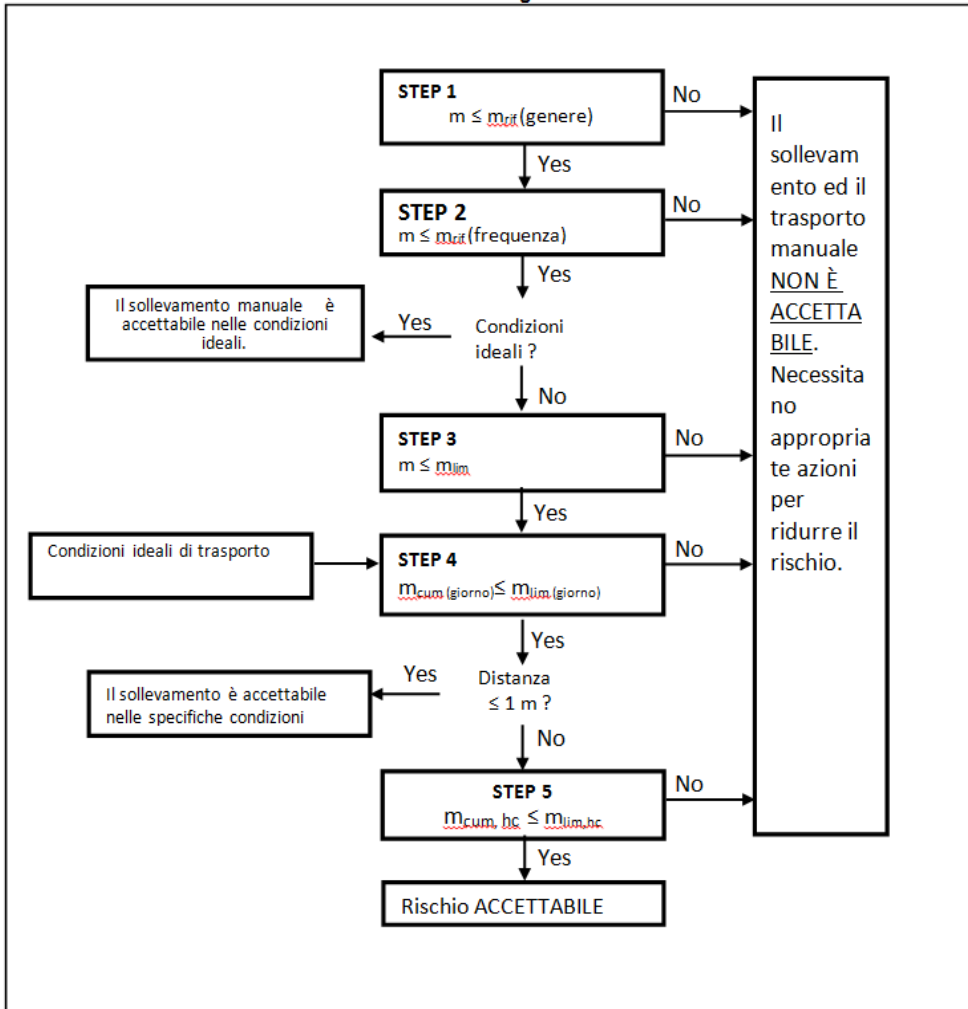 STEP 1
m ≤ mrif(genere)
No
Yes
STEP 2
m ≤ mrif(frequenza)
No
Yes
Condizioni
ideali ?
Yes
Il sollevamento manuale è
accettabile nelle condizioni
ideali.
No
STEP 3
m ≤ mlim
No
Yes
Condizioni ideali di trasporto
STEP 4
mcum (giorno)≤ mlim (giorno)
No
Yes
Distanza
≤ 1 m ?
Yes
Il sollevamento è accettabile
nelle specifiche condizioni
No
STEP 5
mcum, hc ≤ mlim,hc
No
Yes
Rischio ACCETTABILE
Il
sollevam
ento ed il
trasporto
manuale
NON È
ACCETTA
BILE.
Necessita
no
appropria
te azioni
per
ridurre il
rischio.